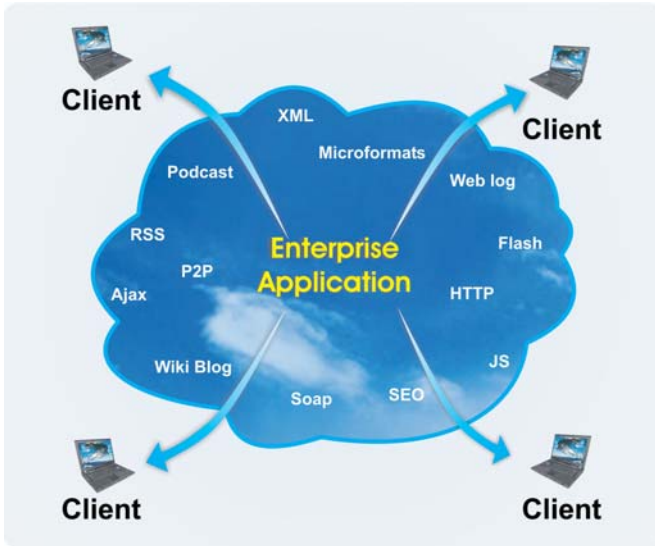 Client
Client
XML
Microformats
Podcast
Web log
RSS
Flash
Enterprise
Application
P2P
Ajax
HTTP
Wiki Blog
JS
Soap
SEO
Client
Client